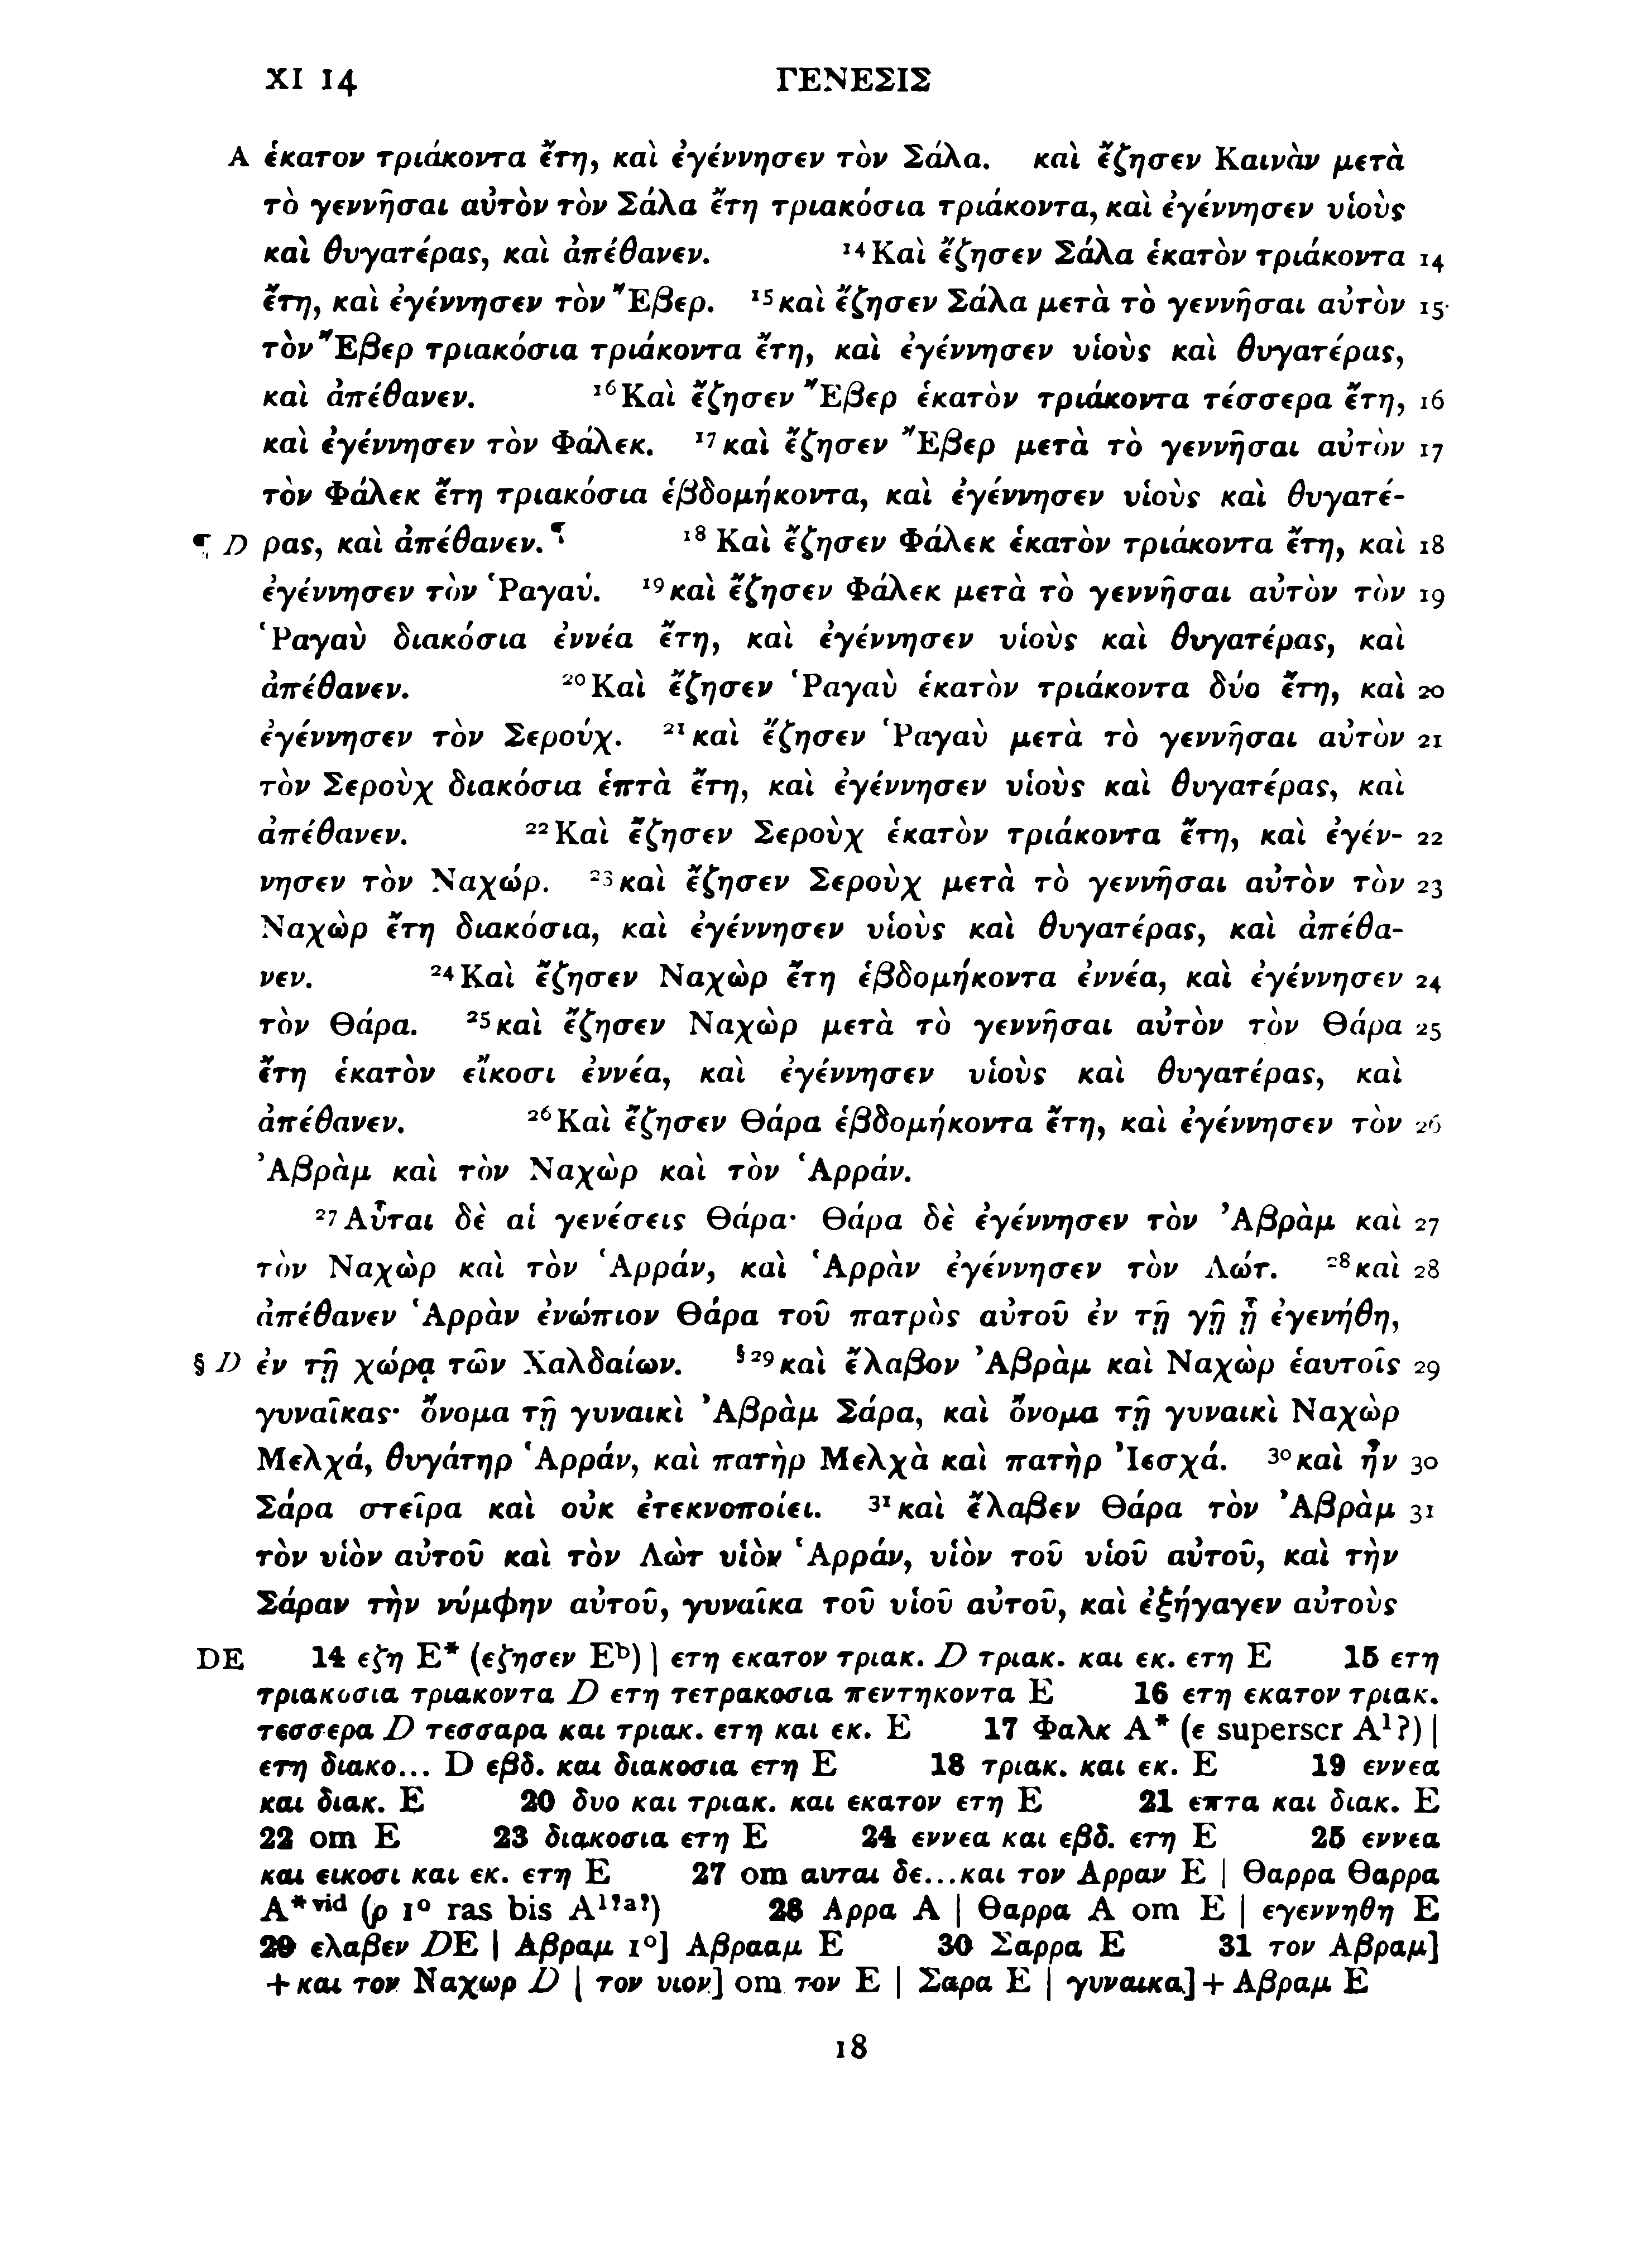 XI 14 ΓΕΝΕΣΙΣ
A ἑκατον τριάκοντα ἔτη, καὶ ἐγέννησεν τὸν Σάλα. καὶ ἔζησεν Καινὰν μετὰ
τὸ γεννῆσαι αὐτὸν τὸν Σάλα ἔτη τριακόσια τριάκοντα, καὶ ἐγέννησεν υἱοὺς
καὶ θυγατέρας, καὶ ἀπέθανεν. ¹⁴Καὶ ἔζησεν Σάλα ἑκατὸν τριάκοντα 14
ἔτη, καὶ ἐγέννησεν τὸν Ἔβερ. ¹⁵καὶ ἔζησεν Σάλα μετὰ τὸ γεννῆσαι αὐτὸν 15
τὸν Ἔβερ τριακόσια τριάκοντα ἔτη, καὶ ἐγέννησεν υἱοὺς καὶ θυγατέρας,
καὶ ἀπέθανεν. ¹⁶Καὶ ἔζησεν Ἔβερ ἑκατὸν τριάκοντα τέσσερα ἔτη, 16
καὶ ἐγέννησεν τὸν Φάλεκ. ¹⁷καὶ ἔζησεν Ἔβερ μετὰ τὸ γεννῆσαι αὐτὸν 17
τὸν Φάλεκ ἔτη τριακόσια ἑβδομήκοντα, καὶ ἐγέννησεν υἱοὺς καὶ θυγατέ-
¶ D ρας, καὶ ἀπέθανεν.¶ ¹⁸Καὶ ἔζησεν Φάλεκ ἑκατὸν τριάκοντα ἔτη, καὶ 18
ἐγέννησεν τὸν Ῥαγαύ. ¹⁹καὶ ἔζησεν Φάλεκ μετὰ τὸ γεννῆσαι αὐτὸν τὸν 19
Ῥαγαὺ διακόσια ἐννέα ἔτη, καὶ ἐγέννησεν υἱοὺς καὶ θυγατέρας, καὶ
ἀπέθανεν. ²⁰Καὶ ἔζησεν Ῥαγαὺ ἑκατὸν τριάκοντα δύο ἔτη, καὶ 20
ἐγέννησεν τὸν Σερούχ. ²¹καὶ ἔζησεν Ῥαγαὺ μετὰ τὸ γεννῆσαι αὐτὸν 21
τὸν Σεροὺχ διακόσια ἑπτὰ ἔτη, καὶ ἐγέννησεν υἱοὺς καὶ θυγατέρας, καὶ
ἀπέθανεν. ²²Καὶ ἔζησεν Σεροὺχ ἑκατὸν τριάκοντα ἔτη, καὶ ἐγέν- 22
νησεν τὸν Ναχώρ. ²³καὶ ἔζησεν Σεροὺχ μετὰ τὸ γεννῆσαι αὐτὸν τὸν 23
Ναχὼρ ἔτη διακόσια, καὶ ἐγέννησεν υἱοὺς καὶ θυγατέρας, καὶ ἀπέθα-
νεν. ²⁴Καὶ ἔζησεν Ναχὼρ ἔτη ἑβδομήκοντα ἐννέα, καὶ ἐγέννησεν 24
τὸν Θάρα. ²⁵καὶ ἔζησεν Ναχὼρ μετὰ τὸ γεννῆσαι αὐτὸν τὸν Θάρα 25
ἔτη ἑκατὸν εἴκοσι ἐννέα, καὶ ἐγέννησεν υἱοὺς καὶ θυγατέρας, καὶ
ἀπέθανεν. ²⁶Καὶ ἔζησεν Θάρα ἑβδομήκοντα ἔτη, καὶ ἐγέννησεν τὸν 26
Ἀβρὰμ καὶ τὸν Ναχὼρ καὶ τὸν Ἁρράν.
²⁷Αὗται δὲ αἱ γενέσεις Θάρα· Θάρα δὲ ἐγέννησεν τὸν Ἀβρὰμ καὶ 27
τὸν Ναχὼρ καὶ τὸν Ἁρράν, καὶ Ἁρρὰν ἐγέννησεν τὸν Λώτ. ²⁸καὶ 28
ἀπέθανεν Ἁρρὰν ἐνώπιον Θάρα τοῦ πατρὸς αὐτοῦ ἐν τῇ γῇ ᾗ ἐγενήθη,
§ D ἐν τῇ χώρᾳ τῶν Χαλδαίων. §²⁹καὶ ἔλαβον Ἀβρὰμ καὶ Ναχὼρ ἑαυτοῖς 29
γυναῖκας· ὄνομα τῇ γυναικὶ Ἀβρὰμ Σάρα, καὶ ὄνομα τῇ γυναικὶ Ναχὼρ
Μελχά, θυγάτηρ Ἁρράν, καὶ πατὴρ Μελχὰ καὶ πατὴρ Ἰεσχά. ³⁰καὶ ἦν 30
Σάρα στεῖρα καὶ οὐκ ἐτεκνοποίει. ³¹καὶ ἔλαβεν Θάρα τὸν Ἀβρὰμ 31
τὸν υἱὸν αὐτοῦ καὶ τὸν Λὼτ υἱὸν Ἁρράν, υἱὸν τοῦ υἱοῦ αὐτοῦ, καὶ τὴν
Σάραν τὴν νύμφην αὐτοῦ, γυναῖκα τοῦ υἱοῦ αὐτοῦ, καὶ ἐξήγαγεν αὐτοὺς
DE 14 εζη E* (εζησεν Eᵇ) | ετη εκατον τριακ. D τριακ. και εκ. ετη E 15 ετη
τριακοσια τριακοντα D ετη τετρακοσια πεντηκοντα E 16 ετη εκατον τριακ.
τεσσερα D τεσσαρα και τριακ. ετη και εκ. E 17 Φαλκ A* (ε superscr A¹?) |
ετη διακο... D εβδ. και διακοσια ετη E 18 τριακ. και εκ. E 19 εννεα
και διακ. E 20 δυο και τριακ. και εκατον ετη E 21 επτα και διακ. E
22 om E 23 διακοσια ετη E 24 εννεα και εβδ. ετη E 25 εννεα
και εικοσι και εκ. ετη E 27 om αυται δε...και τον Αρραν E | Θαρρα Θαρρα
A*ᵛⁱᵈ (ρ 1° ras bis A¹ˀᵃˀ) 28 Αρρα A | Θαρρα A om E | εγεννηθη E
29 ελαβεν DE | Αβραμ 1°] Αβρααμ E 30 Σαρρα E 31 τον Αβραμ]
+ και τον Ναχωρ D | τον υιον] om τον E | Σαρα E | γυναικα] + Αβραμ E
18